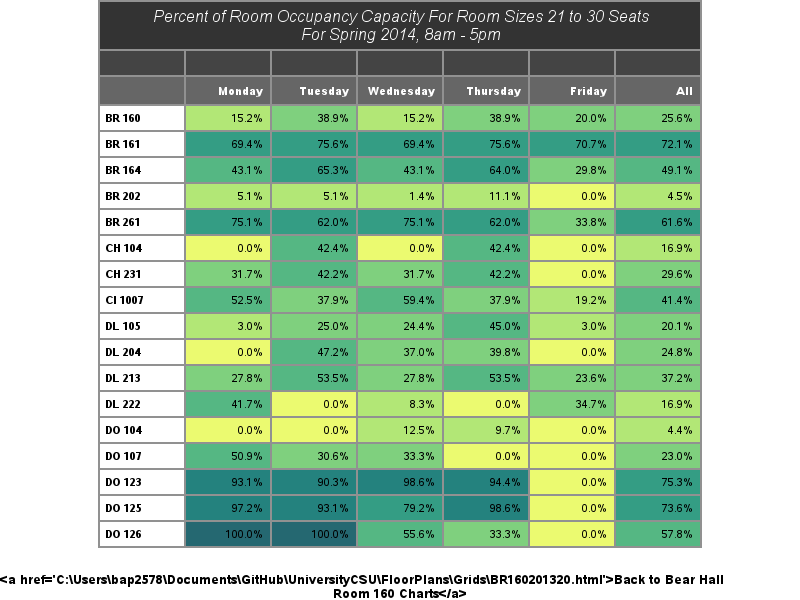 Percent of Room Occupancy Capacity For Room Sizes 21 to 30 Seats
For Spring 2014, 8am - 5pm
Monday Tuesday Wednesday Thursday Friday All
BR 160 15.2% 38.9% 15.2% 38.9% 20.0% 25.6%
BR 161 69.4% 75.6% 69.4% 75.6% 70.7% 72.1%
BR 164 43.1% 65.3% 43.1% 64.0% 29.8% 49.1%
BR 202 5.1% 5.1% 1.4% 11.1% 0.0% 4.5%
BR 261 75.1% 62.0% 75.1% 62.0% 33.8% 61.6%
CH 104 0.0% 42.4% 0.0% 42.4% 0.0% 16.9%
CH 231 31.7% 42.2% 31.7% 42.2% 0.0% 29.6%
CI 1007 52.5% 37.9% 59.4% 37.9% 19.2% 41.4%
DL 105 3.0% 25.0% 24.4% 45.0% 3.0% 20.1%
DL 204 0.0% 47.2% 37.0% 39.8% 0.0% 24.8%
DL 213 27.8% 53.5% 27.8% 53.5% 23.6% 37.2%
DL 222 41.7% 0.0% 8.3% 0.0% 34.7% 16.9%
DO 104 0.0% 0.0% 12.5% 9.7% 0.0% 4.4%
DO 107 50.9% 30.6% 33.3% 0.0% 0.0% 23.0%
DO 123 93.1% 90.3% 98.6% 94.4% 0.0% 75.3%
DO 125 97.2% 93.1% 79.2% 98.6% 0.0% 73.6%
DO 126 100.0% 100.0% 55.6% 33.3% 0.0% 57.8%
<a href='C:\Users\bap2578\Documents\GitHub\UniversityCSU\FloorPlans\Grids\BR160201320.html'>Back to Bear Hall
Room 160 Charts</a>